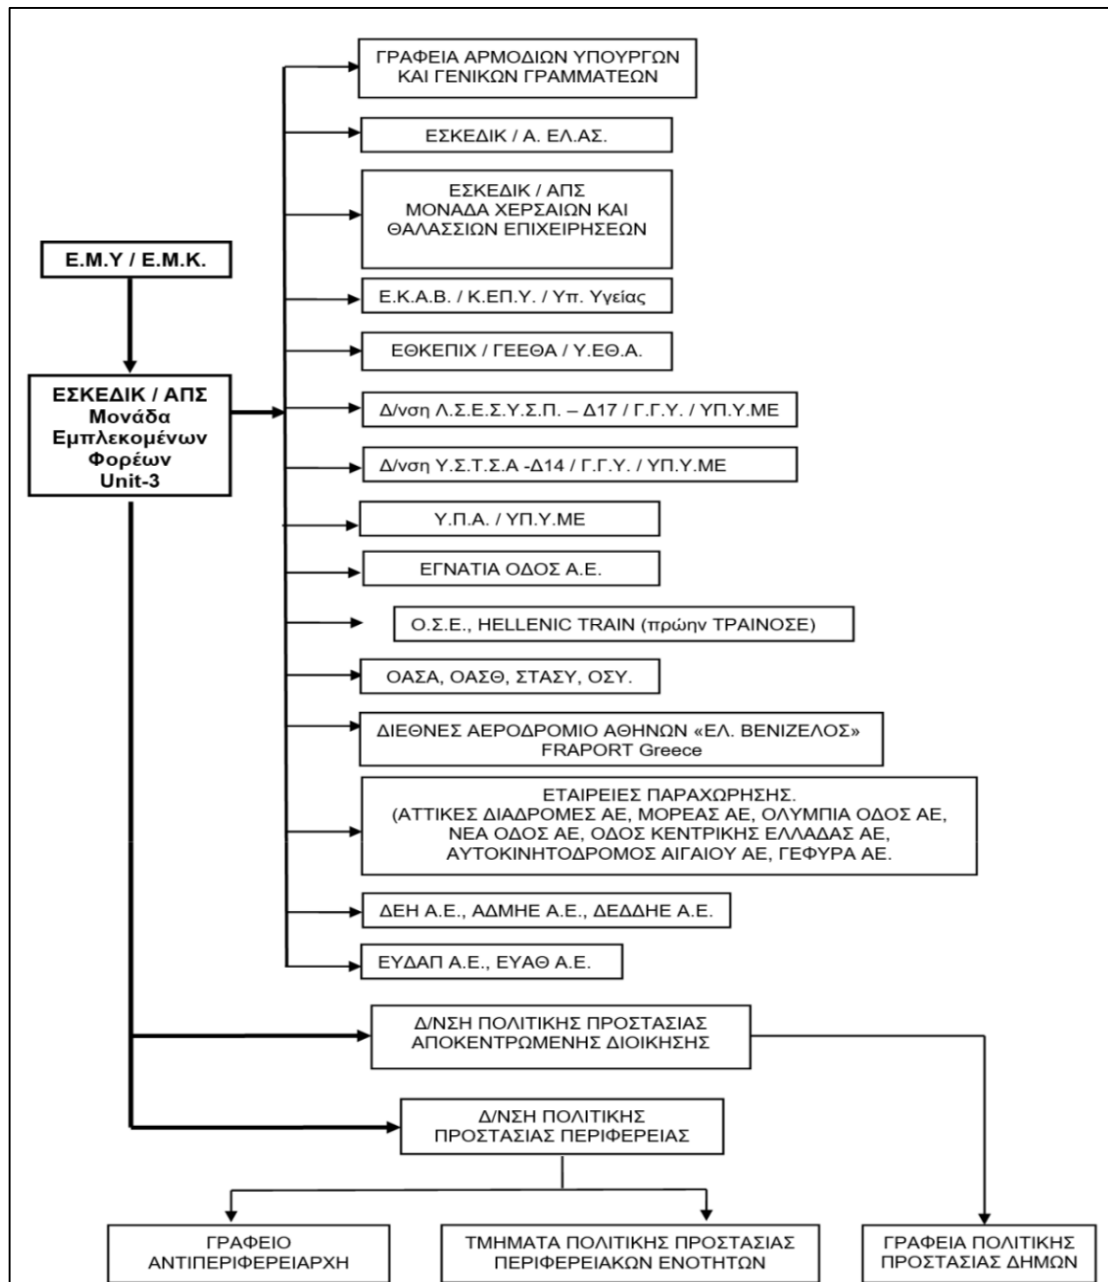 ΓΡΑΦΕΙΑ ΑΡΜΟΔΙΩΝ ΥΠΟΥΡΓΩΝ
ΚΑΙ ΓΕΝΙΚΩΝ ΓΡΑΜΜΑΤΕΩΝ
ΕΣΚΕΔΙΚ / Α. ΕΛ.ΑΣ.
ΕΣΚΕΔΙΚ / ΑΠΣ
ΜΟΝΑΔΑ ΧΕΡΣΑΙΩΝ ΚΑΙ
ΘΑΛΑΣΣΙΩΝ ΕΠΙΧΕΙΡΗΣΕΩΝ
Ε.Μ.Υ / Ε.Μ.Κ.
Ε.Κ.Α.Β. / Κ.ΕΠ.Υ. / Υπ. Υγείας
ΕΘΚΕΠΙΧ / ΓΕΕΘΑ / Υ.ΕΘ.Α.
ΕΣΚΕΔΙΚ / ΑΠΣ
Μονάδα
Εμπλεκομένων
Φορέων
Unit-3
Δ/νση Λ.Σ.Ε.Σ.Υ.Σ.Π. – Δ17 / Γ.Γ.Υ. / ΥΠ.Υ.ΜΕ
Δ/νση Υ.Σ.Τ.Σ.Α -Δ14 / Γ.Γ.Υ. / ΥΠ.Υ.ΜΕ
Υ.Π.Α. / ΥΠ.Υ.ΜΕ
ΕΓΝΑΤΙΑ ΟΔΟΣ Α.Ε.
Ο.Σ.Ε., HELLENIC TRAIN (πρώην ΤΡΑΙΝΟΣΕ)
ΟΑΣΑ, ΟΑΣΘ, ΣΤΑΣΥ, ΟΣΥ.
ΔΙΕΘΝΕΣ ΑΕΡΟΔΡΟΜΙΟ ΑΘΗΝΩΝ «ΕΛ. ΒΕΝΙΖΕΛΟΣ»
FRAPORT Greece
ΕΤΑΙΡΕΙΕΣ ΠΑΡΑΧΩΡΗΣΗΣ.
(ΑΤΤΙΚΕΣ ΔΙΑΔΡΟΜΕΣ ΑΕ, ΜΟΡΕΑΣ ΑΕ, ΟΛΥΜΠΙΑ ΟΔΟΣ ΑΕ,
ΝΕΑ ΟΔΟΣ ΑΕ, ΟΔΟΣ ΚΕΝΤΡΙΚΗΣ ΕΛΛΑΔΑΣ ΑΕ,
ΑΥΤΟΚΙΝΗΤΟΔΡΟΜΟΣ ΑΙΓΑΙΟΥ ΑΕ, ΓΕΦΥΡΑ ΑΕ.
ΔΕΗ Α.Ε., ΑΔΜΗΕ Α.Ε., ΔΕΔΔΗΕ Α.Ε.
ΕΥΔΑΠ Α.Ε., ΕΥΑΘ Α.Ε.
Δ/ΝΣΗ ΠΟΛΙΤΙΚΗΣ ΠΡΟΣΤΑΣΙΑΣ
ΑΠΟΚΕΝΤΡΩΜΕΝΗΣ ΔΙΟΙΚΗΣΗΣ
Δ/ΝΣΗ ΠΟΛΙΤΙΚΗΣ
ΠΡΟΣΤΑΣΙΑΣ ΠΕΡΙΦΕΡΕΙΑΣ
ΓΡΑΦΕΙΟ
ΑΝΤΙΠΕΡΙΦΕΡΕΙΑΡΧΗ
ΤΜΗΜΑΤΑ ΠΟΛΙΤΙΚΗΣ ΠΡΟΣΤΑΣΙΑΣ
ΠΕΡΙΦΕΡΕΙΑΚΩΝ ΕΝΟΤΗΤΩΝ
ΓΡΑΦΕΙΑ ΠΟΛΙΤΙΚΗΣ
ΠΡΟΣΤΑΣΙΑΣ ΔΗΜΩΝ